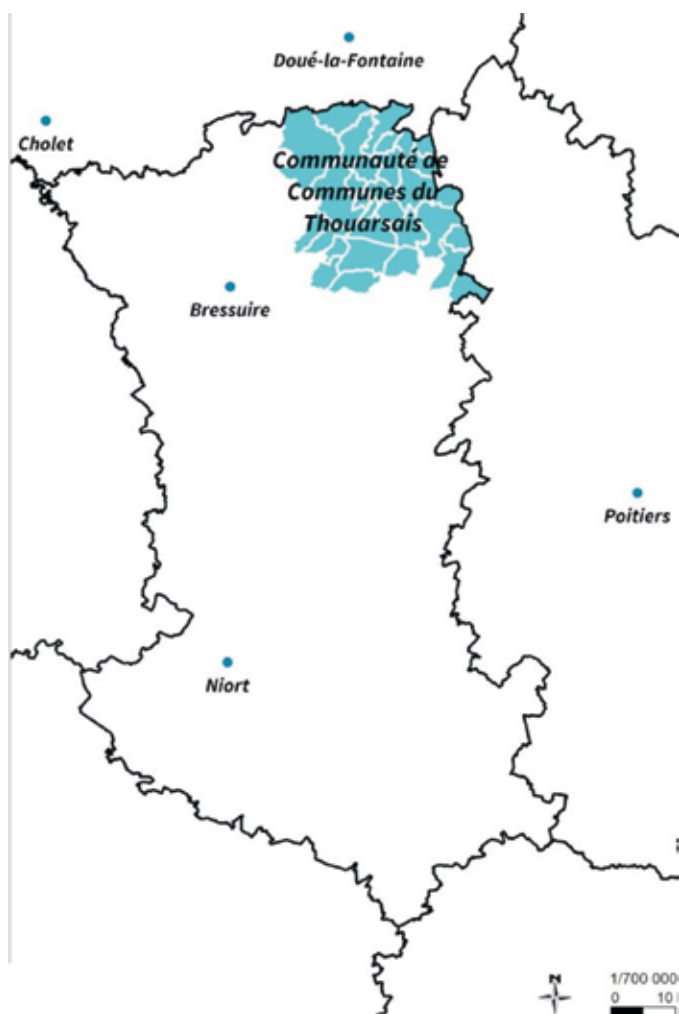 Doué-la-Fontaine
Cholet
Communauté de
Communes du
Thouarsais
Bressuire
Poitiers
Niort
N
1/700 000
0 10